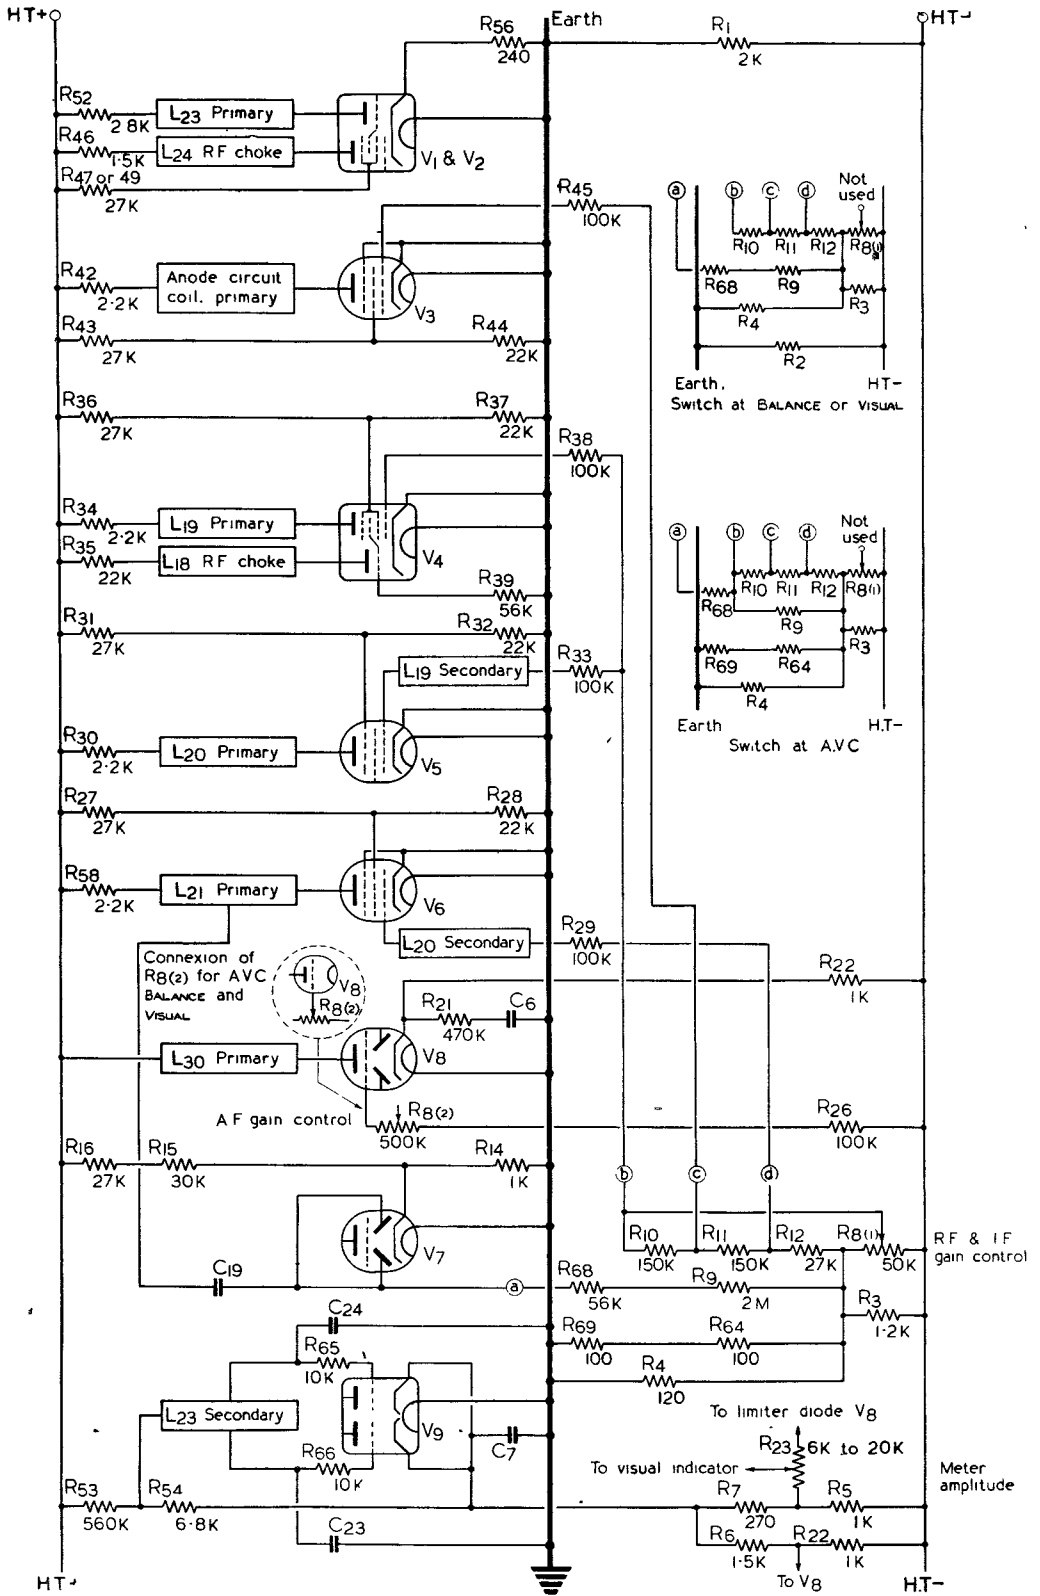 HT+
Earth
HT-
R56
240
R1
2K
R52
2.8K
L23 Primary
R46
1.5K
L24 RF choke
V1 & V2
R47 or 49
27K
R45
100K
a
b
c
d
Not
used
R10
R11
R12
R8(1)
R68
R9
R3
R4
R2
Earth.
HT-
Switch at BALANCE or VISUAL
R42
2.2K
Anode circuit
coil. primary
V3
R43
27K
R44
22K
R36
27K
R37
22K
R38
100K
R34
2.2K
L19 Primary
R35
22K
L18 RF choke
V4
R39
56K
a
b
c
d
Not
used
R10
R11
R12
R8(1)
R68
R9
R3
R69
R64
R4
Earth
H.T-
Switch at A.V.C
R31
27K
R32
22K
L19 Secondary
R33
100K
R30
2.2K
L20 Primary
V5
R27
27K
R28
22K
R58
2.2K
L21 Primary
V6
L20 Secondary
R29
100K
Connexion of
R8(2) for AVC
BALANCE and
VISUAL
V8
R8(2)
R22
1K
R21
470K
C6
L30 Primary
V8
A F gain control
R8(2)
500K
R26
100K
R16
27K
R15
30K
R14
1K
b
c
d
V7
R10
150K
R11
150K
R12
27K
R8(1)
50K
RF & IF
gain control
C19
a
R68
56K
R9
2M
R3
1.2K
C24
R69
100
R64
100
R65
10K
R4
120
L23 Secondary
V9
C7
R66
10K
To limiter diode V8
R23 6K to 20K
To visual indicator
Meter
amplitude
R53
560K
R54
6.8K
R7
270
R5
1K
C23
R6
1.5K
R22
1K
To V8
HT+
H.T-